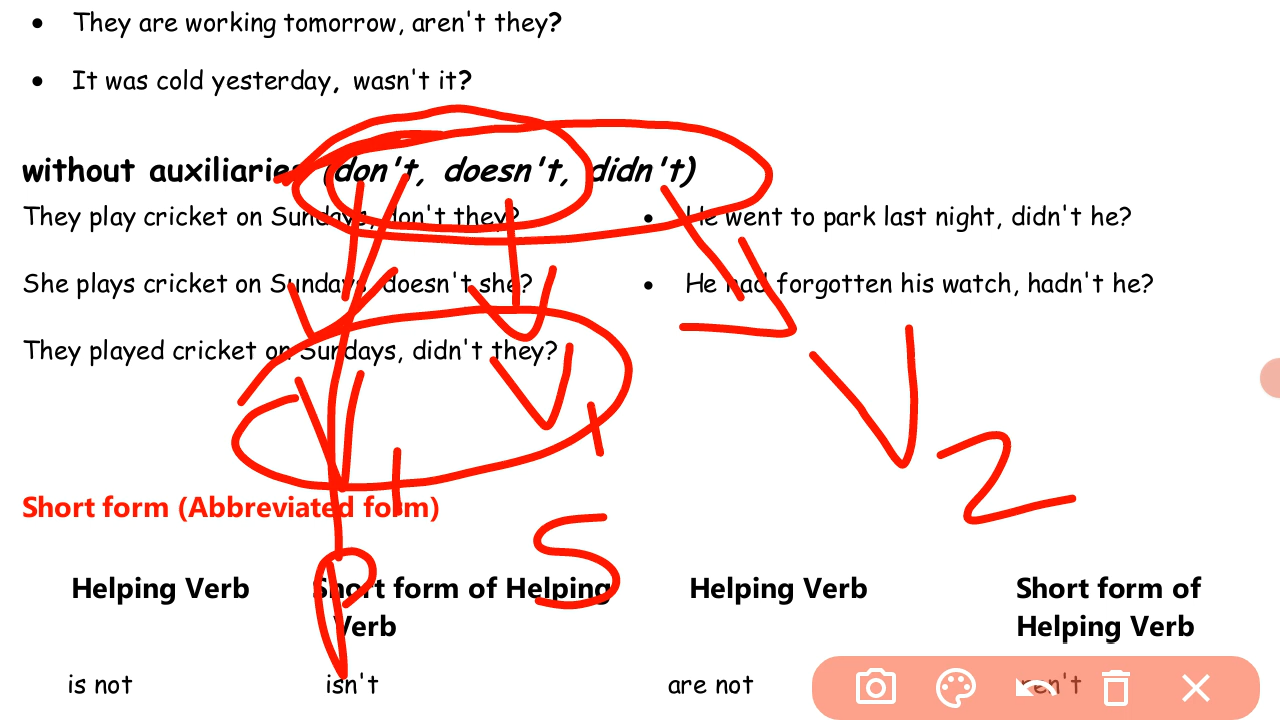 • They are working tomorrow, aren't they?
• It was cold yesterday, wasn't it?
without auxiliaries (don't, doesn't, didn't)
They play cricket on Sundays, don't they?
• He went to park last night, didn't he?
She plays cricket on Sundays, doesn't she?
• He had forgotten his watch, hadn't he?
They played cricket on Sundays, didn't they?
V1
V1
V2
P
S
Short form (Abbreviated form)
Helping Verb
Short form of Helping
Verb
Helping Verb
Short form of
Helping Verb
is not
isn't
are not